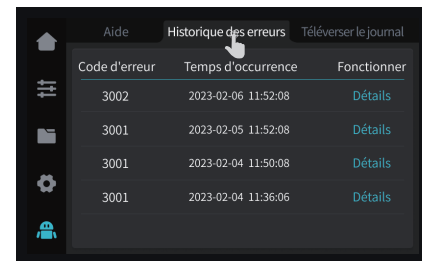 Aide Historique des erreurs Téléverser le journal
Code d'erreur Temps d'occurrence Fonctionner
3002 2023-02-06 11:52:08 Détails
3001 2023-02-05 11:52:08 Détails
3001 2023-02-04 11:50:08 Détails
3001 2023-02-04 11:36:06 Détails